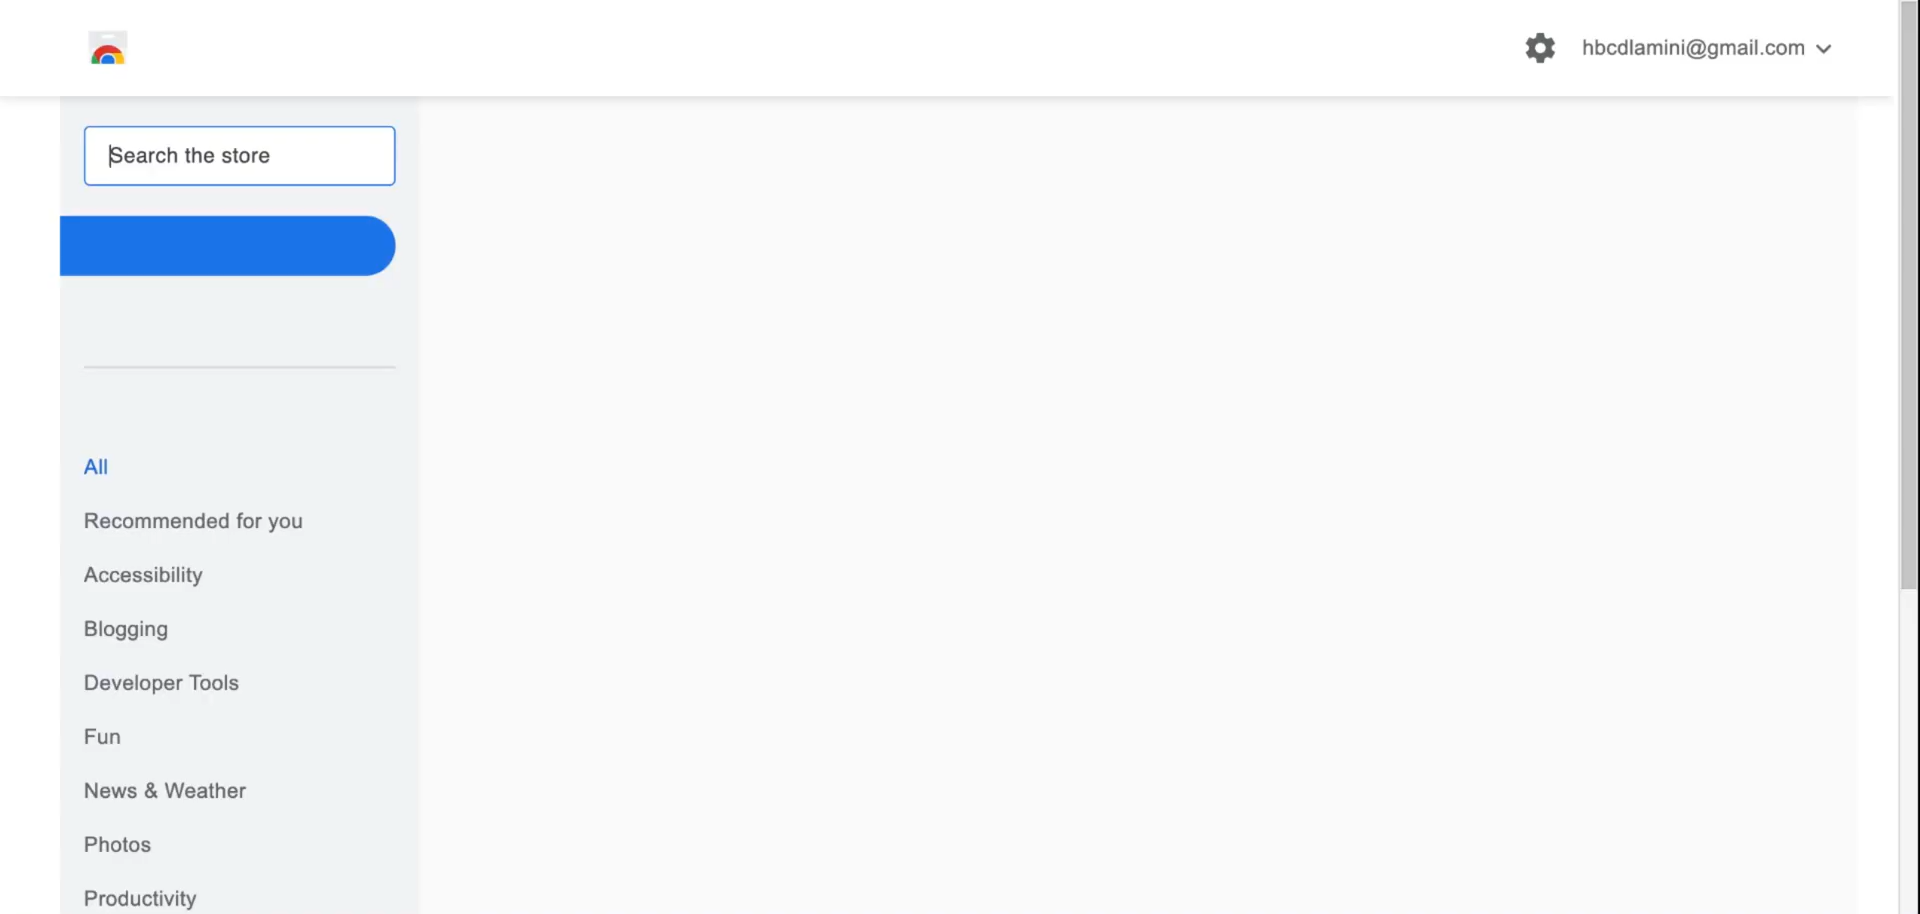 hbcdlamini@gmail.com
Search the store
All
Recommended for you
Accessibility
Blogging
Developer Tools
Fun
News & Weather
Photos
Productivity